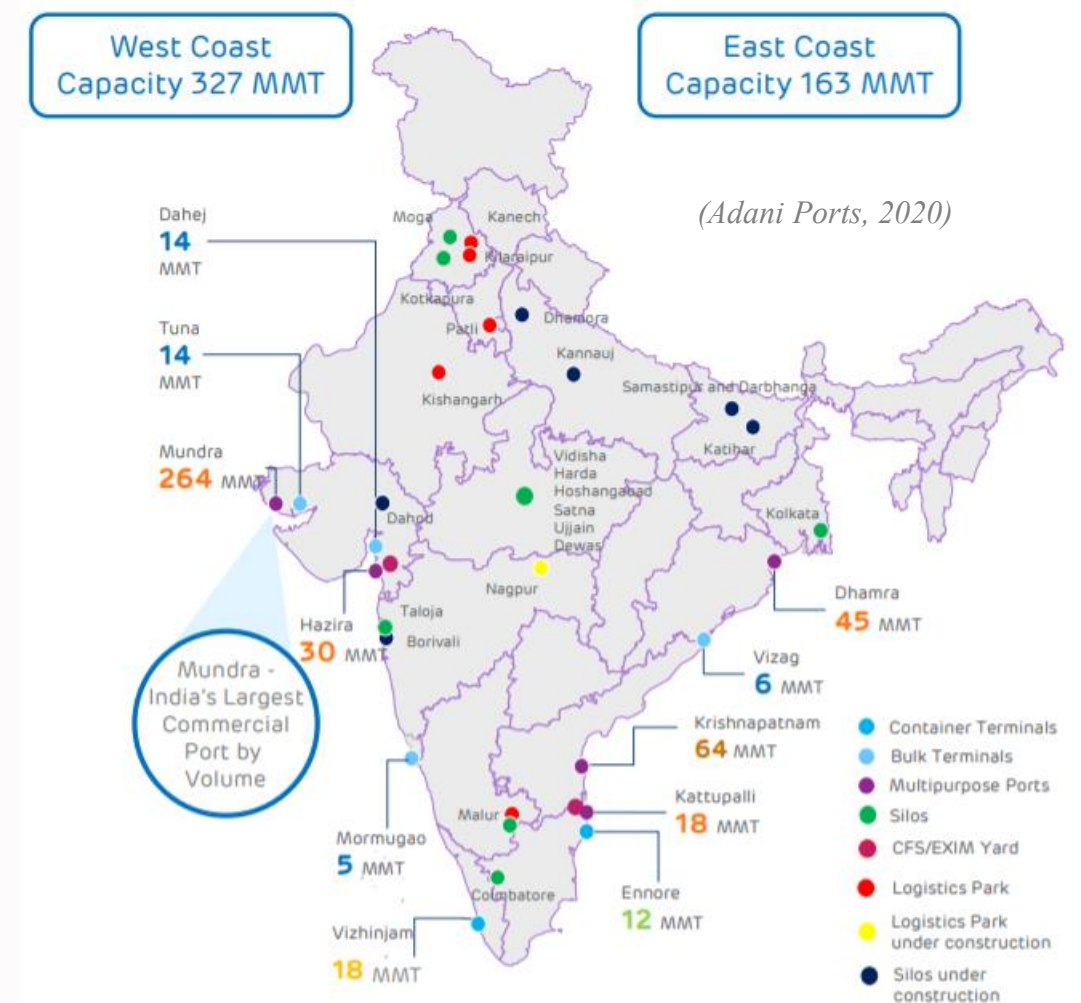 West Coast
Capacity 327 MMT
East Coast
Capacity 163 MMT
(Adani Ports, 2020)
Dahej
14
MMT
Tuna
14
MMT
Mundra
264 MMT
Moga
Kanech
Kilaraipur
Kotkapura
Patli
Dhamora
Kishangarh
Kannauj
Samastipur and Darbhanga
Katihar
Vidisha
Harda
Hoshangabad
Satna
Ujjain
Dewas
Dahod
Kolkata
Nagpur
Dhamra
45 MMT
Hazira
30 MMT
Taloja
Borivali
Mundra -
India's Largest
Commercial
Port by
Volume
Vizag
6 MMT
Krishnapatnam
64 MMT
Kattupalli
18 MMT
Malur
Mormugao
5 MMT
Coimbatore
Ennore
12 MMT
Vizhinjam
18 MMT
Container Terminals
Bulk Terminals
Multipurpose Ports
Silos
CFS/EXIM Yard
Logistics Park
Logistics Park
under construction
Silos under
construction